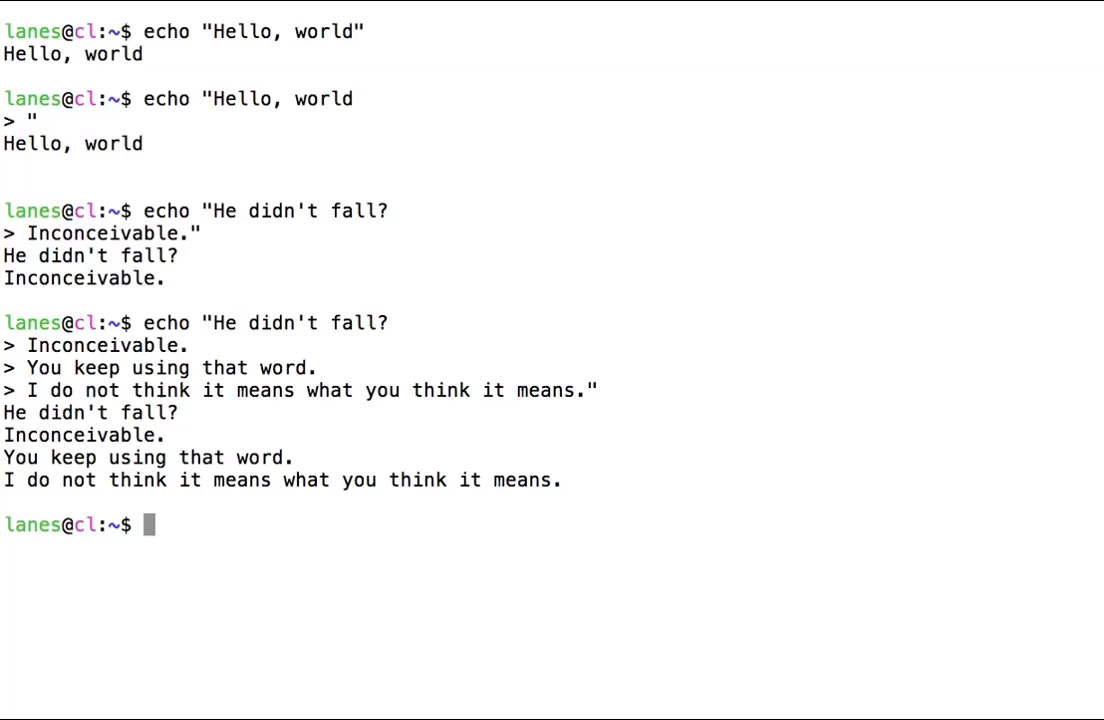 lanes@cl:~$ echo "Hello, world"
Hello, world
lanes@cl:~$ echo "Hello, world
> "
Hello, world
lanes@cl:~$ echo "He didn't fall?
> Inconceivable."
He didn't fall?
Inconceivable.
lanes@cl:~$ echo "He didn't fall?
> Inconceivable.
> You keep using that word.
> I do not think it means what you think it means."
He didn't fall?
Inconceivable.
You keep using that word.
I do not think it means what you think it means.
lanes@cl:~$